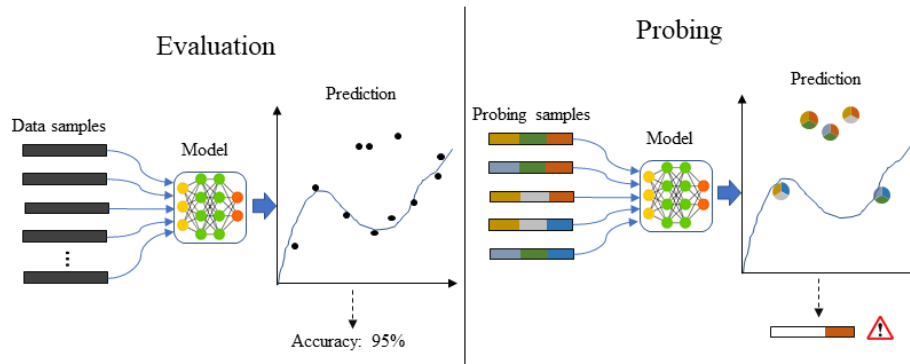 Evaluation
Prediction
Data samples
Model
Accuracy: 95%
Probing
Prediction
Probing samples
Model